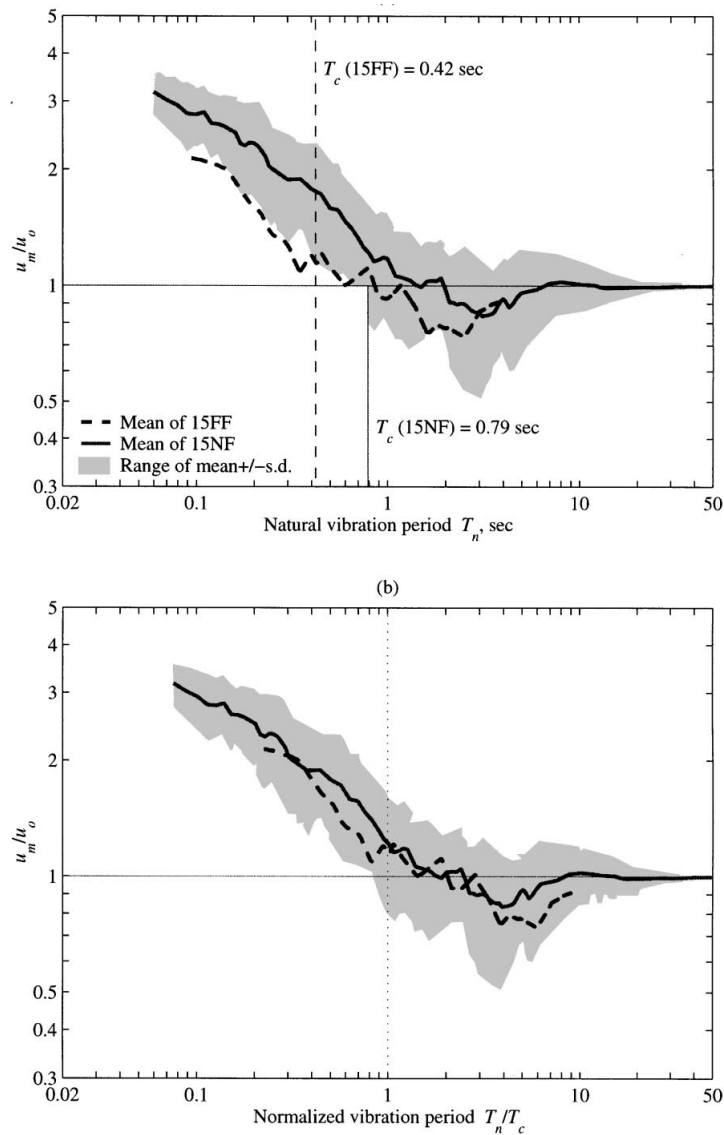 5
4
3
2
1
0.5
0.4
0.3
u_m/u_o
T_c (15FF) = 0.42 sec
T_c (15NF) = 0.79 sec
Mean of 15FF
Mean of 15NF
Range of mean+/−s.d.
0.02 0.1 1 10 50
Natural vibration period T_n, sec
(b)
5
4
3
2
1
0.5
0.4
0.3
u_m/u_o
0.02 0.1 1 10 50
Normalized vibration period T_n/T_c